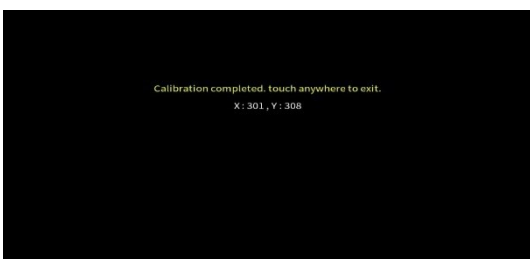 Calibration completed. touch anywhere to exit.
X : 301 , Y : 308